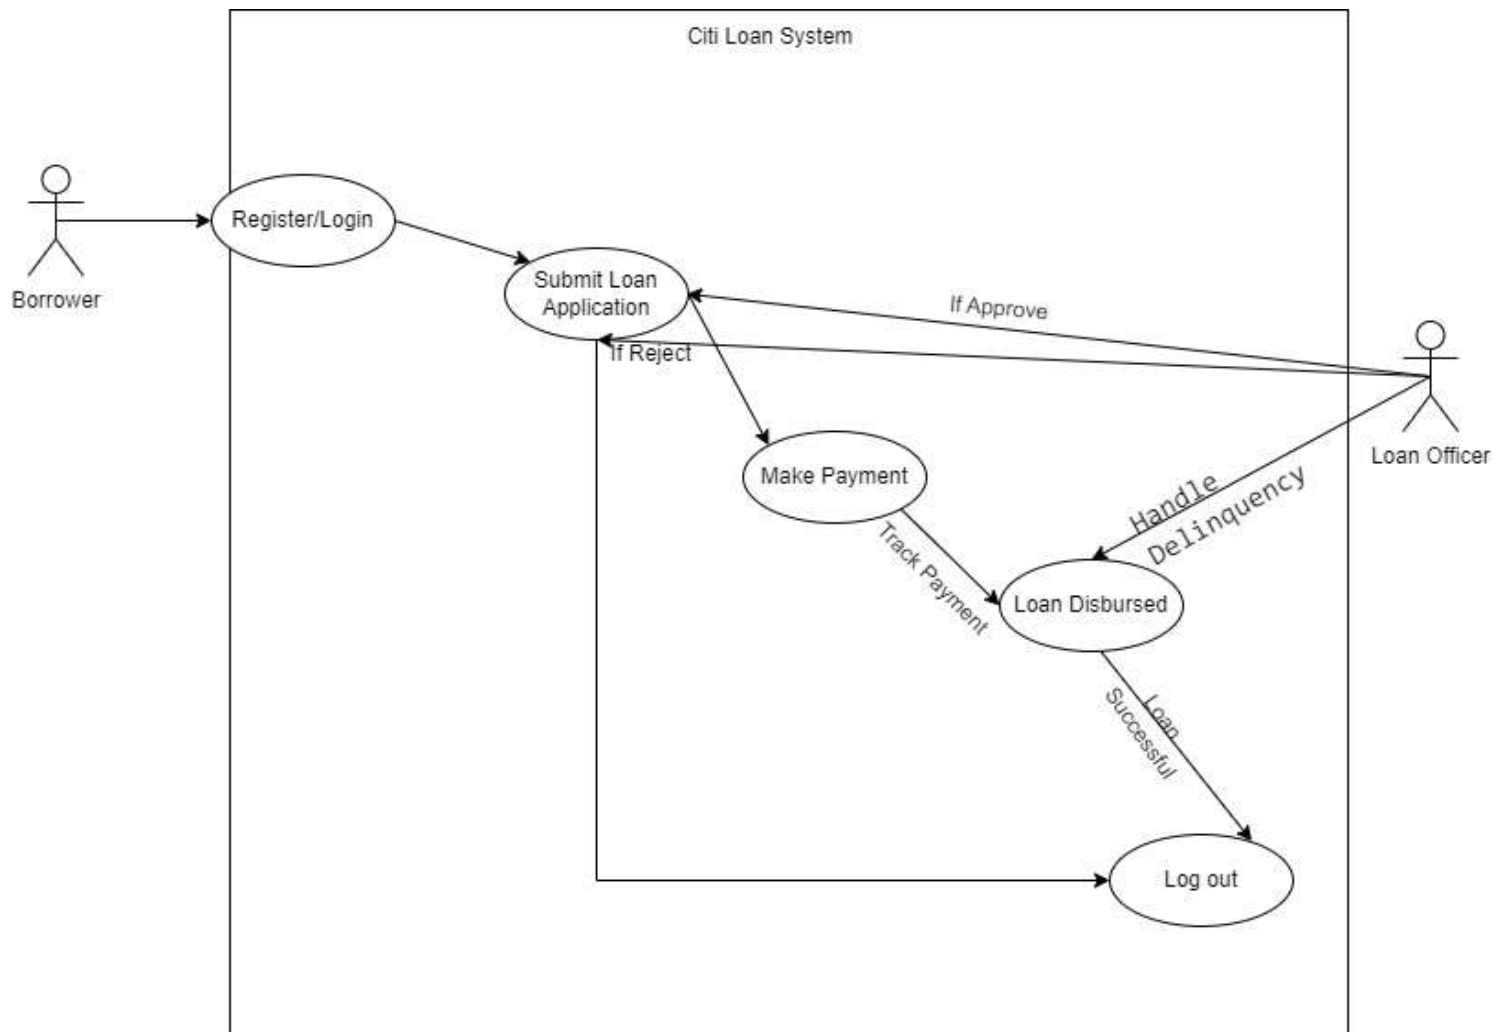 Citi Loan System
Register/Login
Borrower
Submit Loan
Application
If Approve
If Reject
Loan Officer
Make Payment
Handle
Delinquency
Track Payment
Loan Disbursed
Loan
Successful
Log out